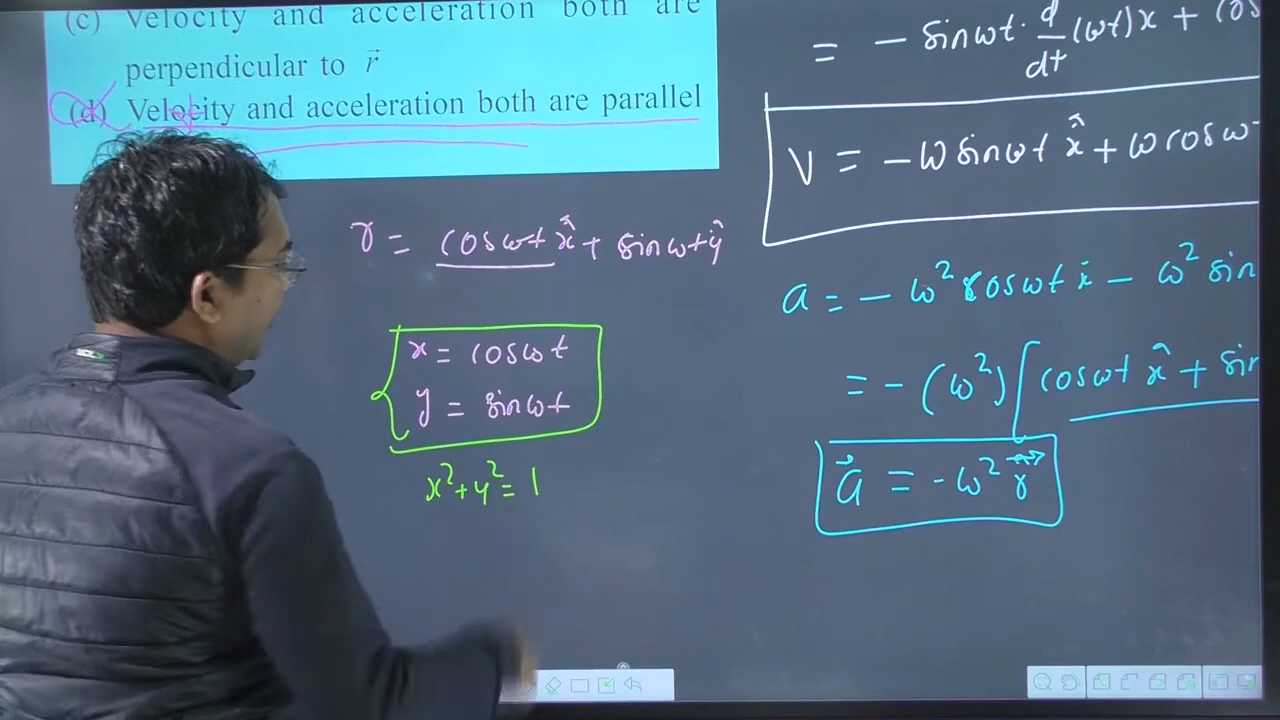 (c) Velocity and acceleration both are
perpendicular to r⃗
(d) Velocity and acceleration both are parallel
= - sinωt · d/dt (ωt)x + cos
V = -ω sinωt x̂ + ω cosω
r = cosωt x̂ + sinωt ŷ
x = cosωt
y = sinωt
x² + y² = 1
a = - ω² cosωt x̂ - ω² sin
= - (ω²) [cosωt x̂ + sin
a⃗ = -ω² r⃗